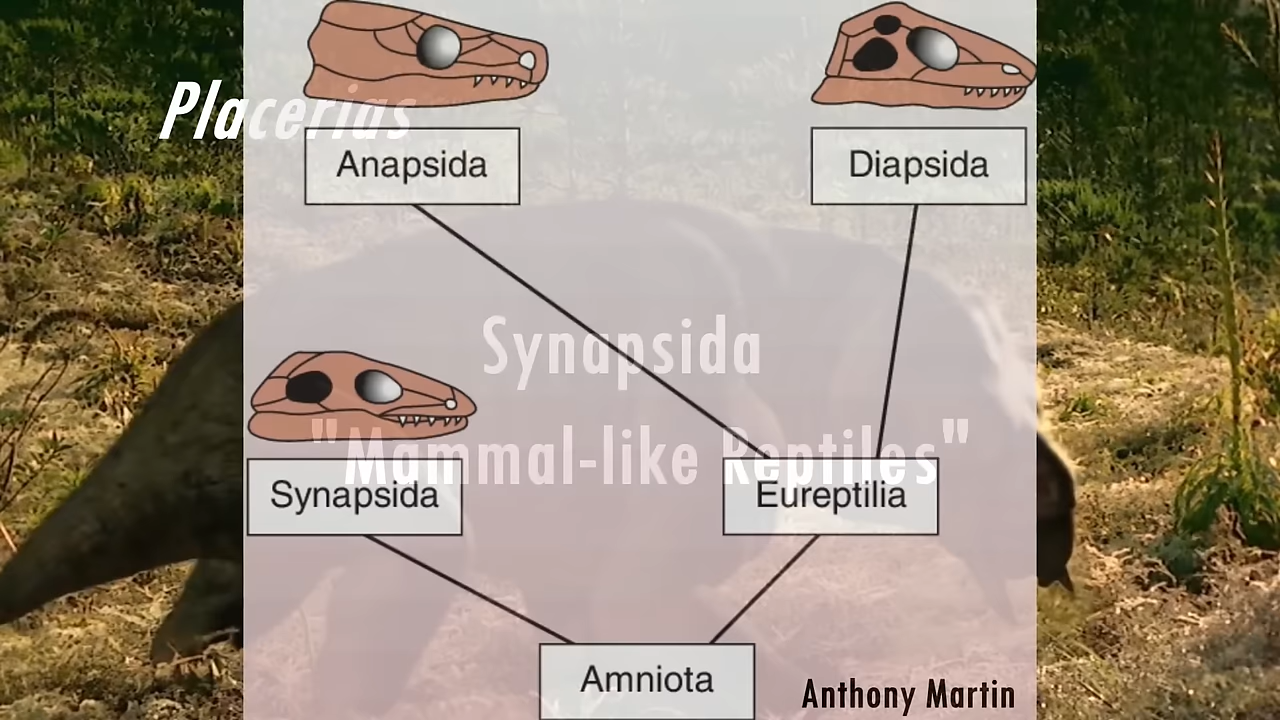 Placerias
Anapsida
Diapsida
Synapsida
"Mammal-like Reptiles"
Synapsida
Eureptilia
Amniota
Anthony Martin